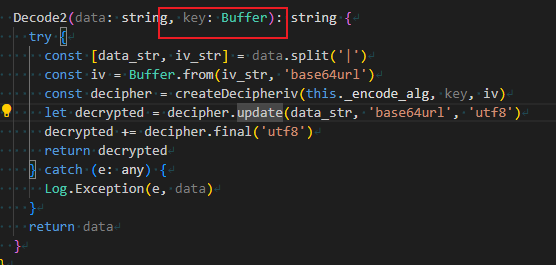 Decode2(data: string, key: Buffer): string {
try {
const [data_str, iv_str] = data.split('|')
const iv = Buffer.from(iv_str, 'base64url')
const decipher = createDecipheriv(this._encode_alg, key, iv)
let decrypted = decipher.update(data_str, 'base64url', 'utf8')
decrypted += decipher.final('utf8')
return decrypted
} catch (e: any) {
Log.Exception(e, data)
}
return data
}